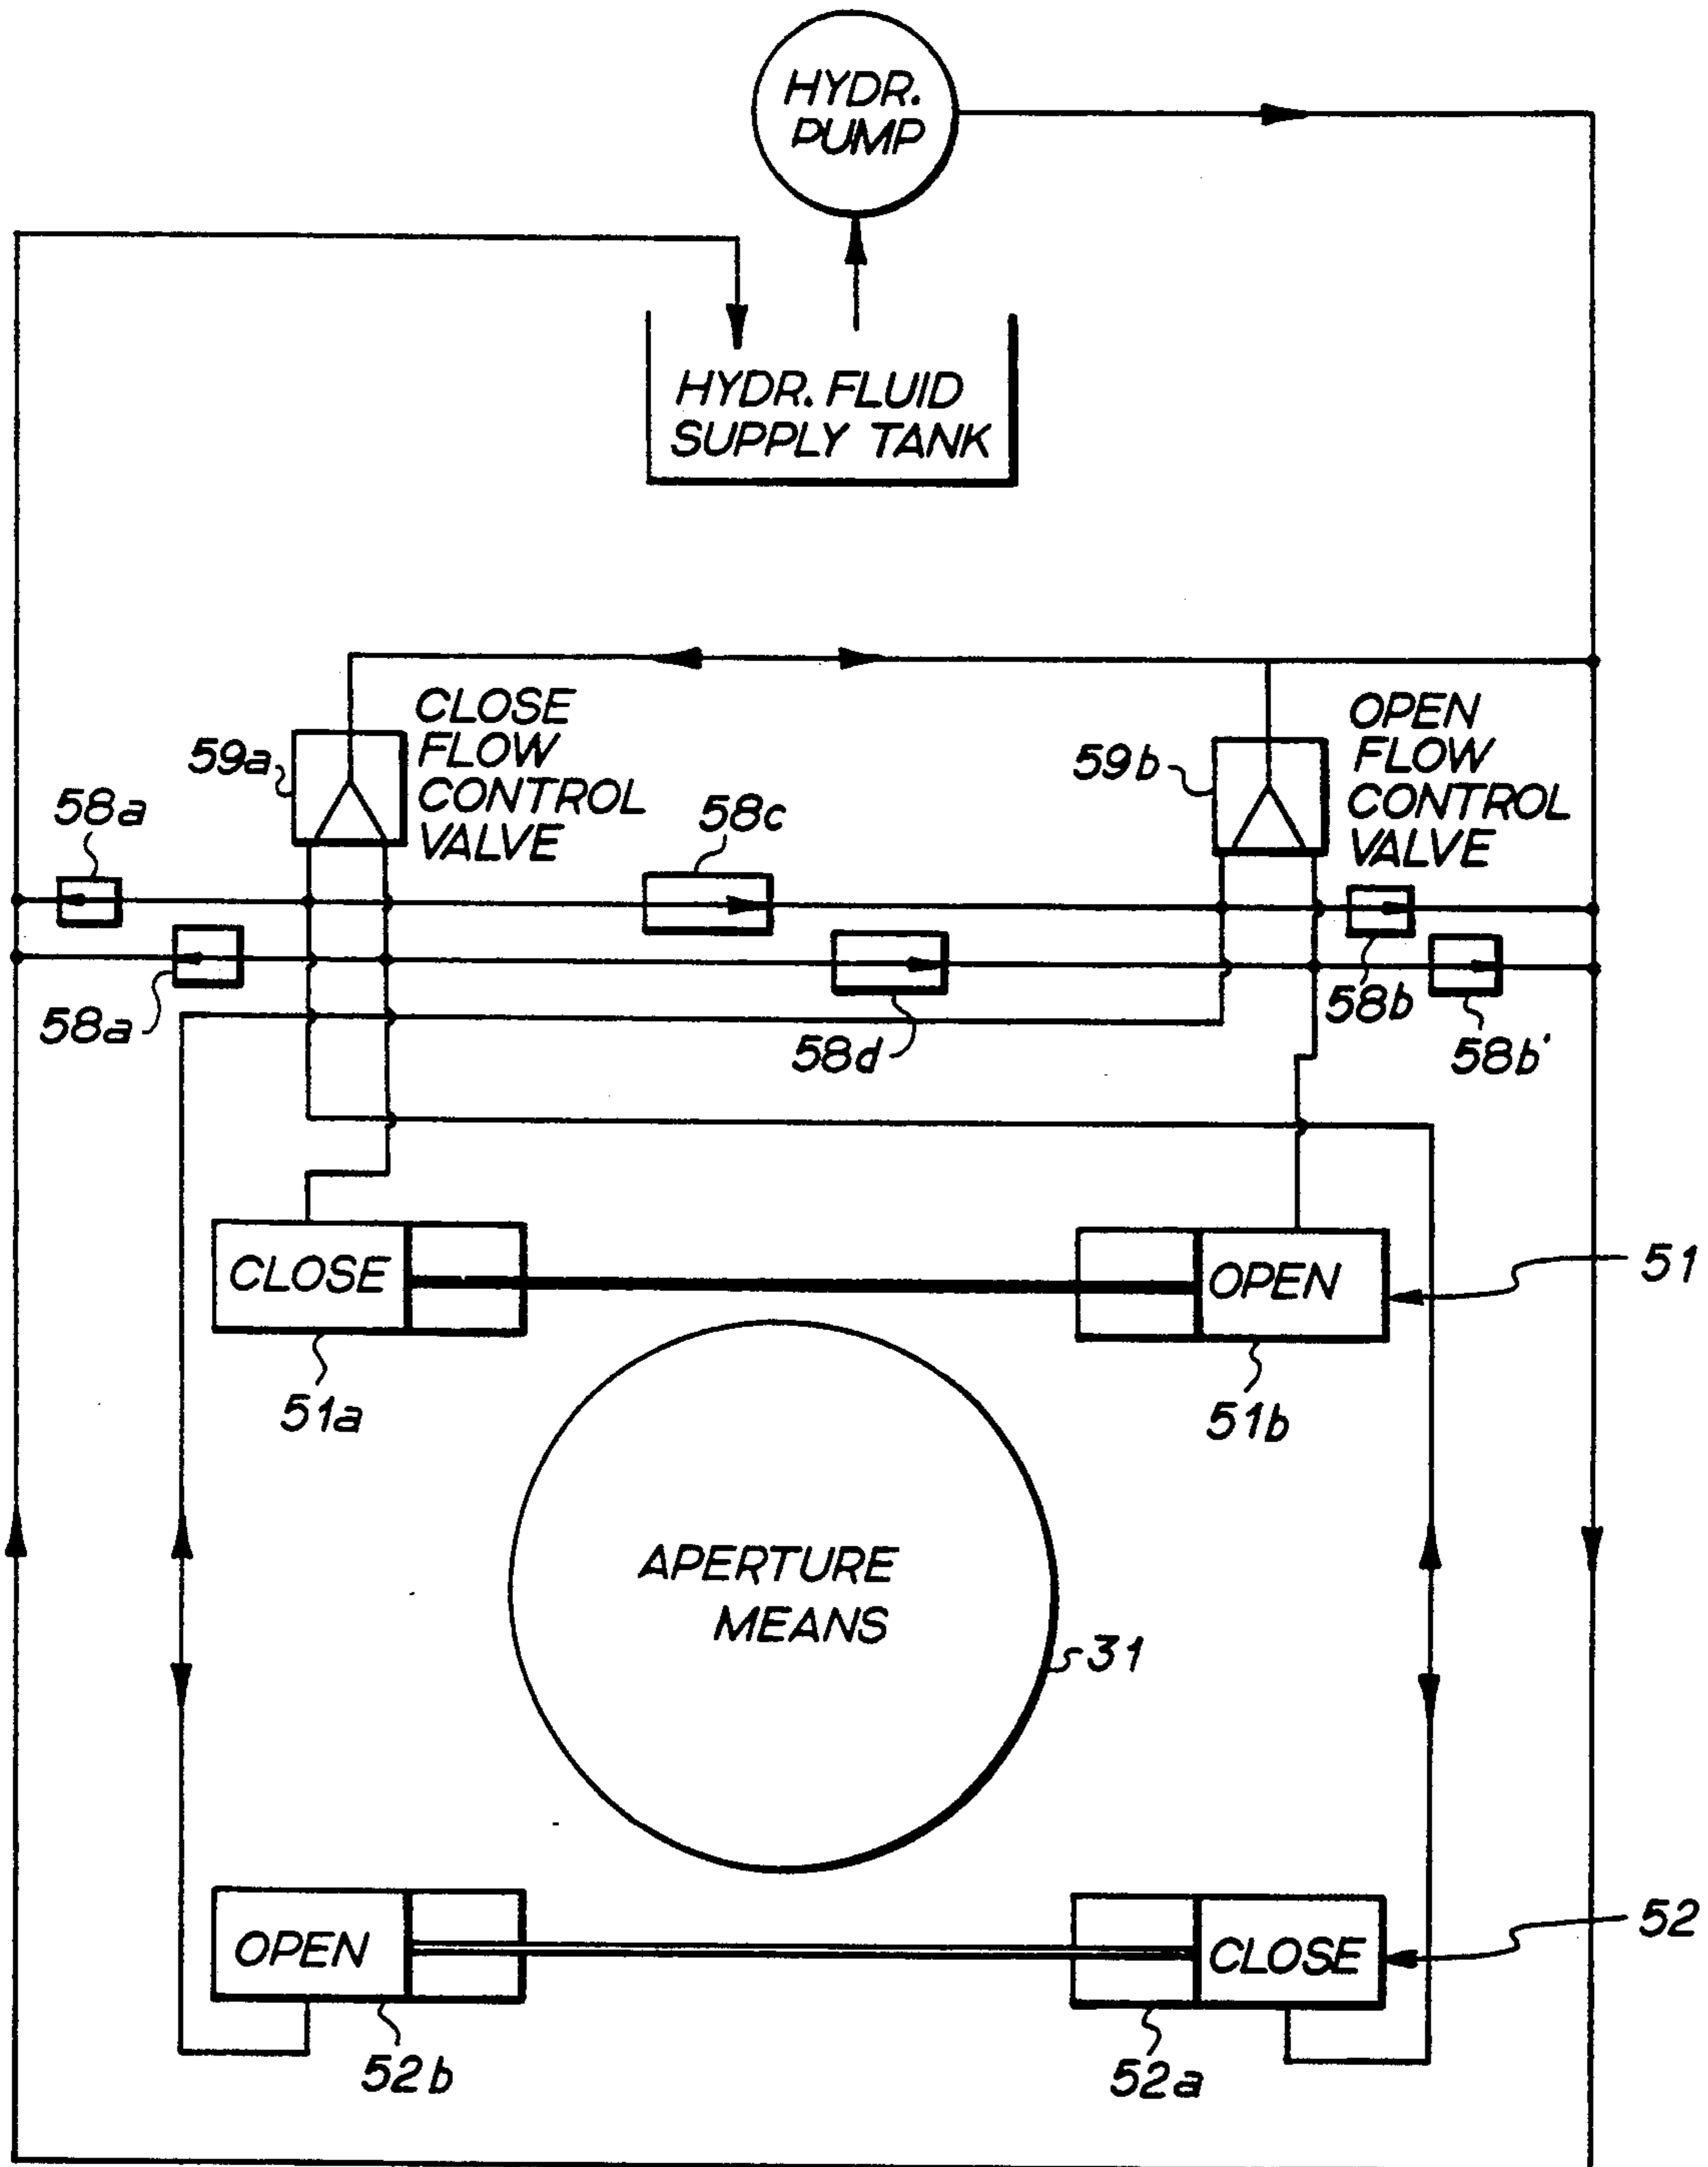 HYDR.
PUMP
HYDR. FLUID
SUPPLY TANK
CLOSE
FLOW
CONTROL
VALVE
59a
OPEN
FLOW
CONTROL
VALVE
59b
58a
58c
58a
58d
58b
58b'
CLOSE
OPEN
51
51a
51b
APERTURE
MEANS
31
OPEN
CLOSE
52
52b
52a